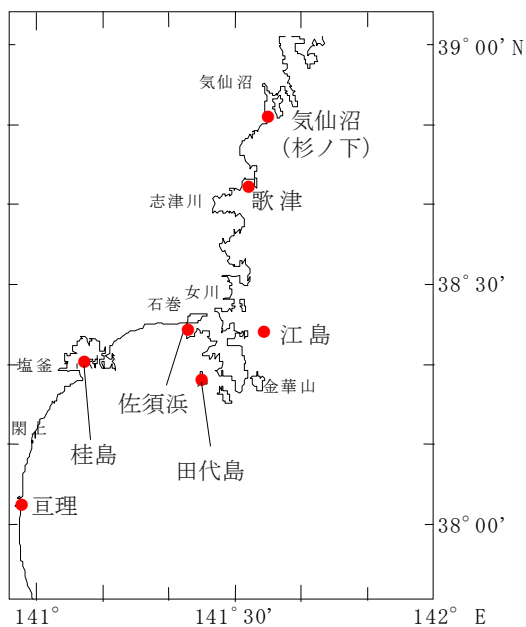 39°00'N
気仙沼
気仙沼
(杉ノ下)
志津川
歌津
38°30'
女川
石巻
江島
塩釜
金華山
佐須浜
閖上
桂島
田代島
亘理
38°00'
141°
141°30'
142° E